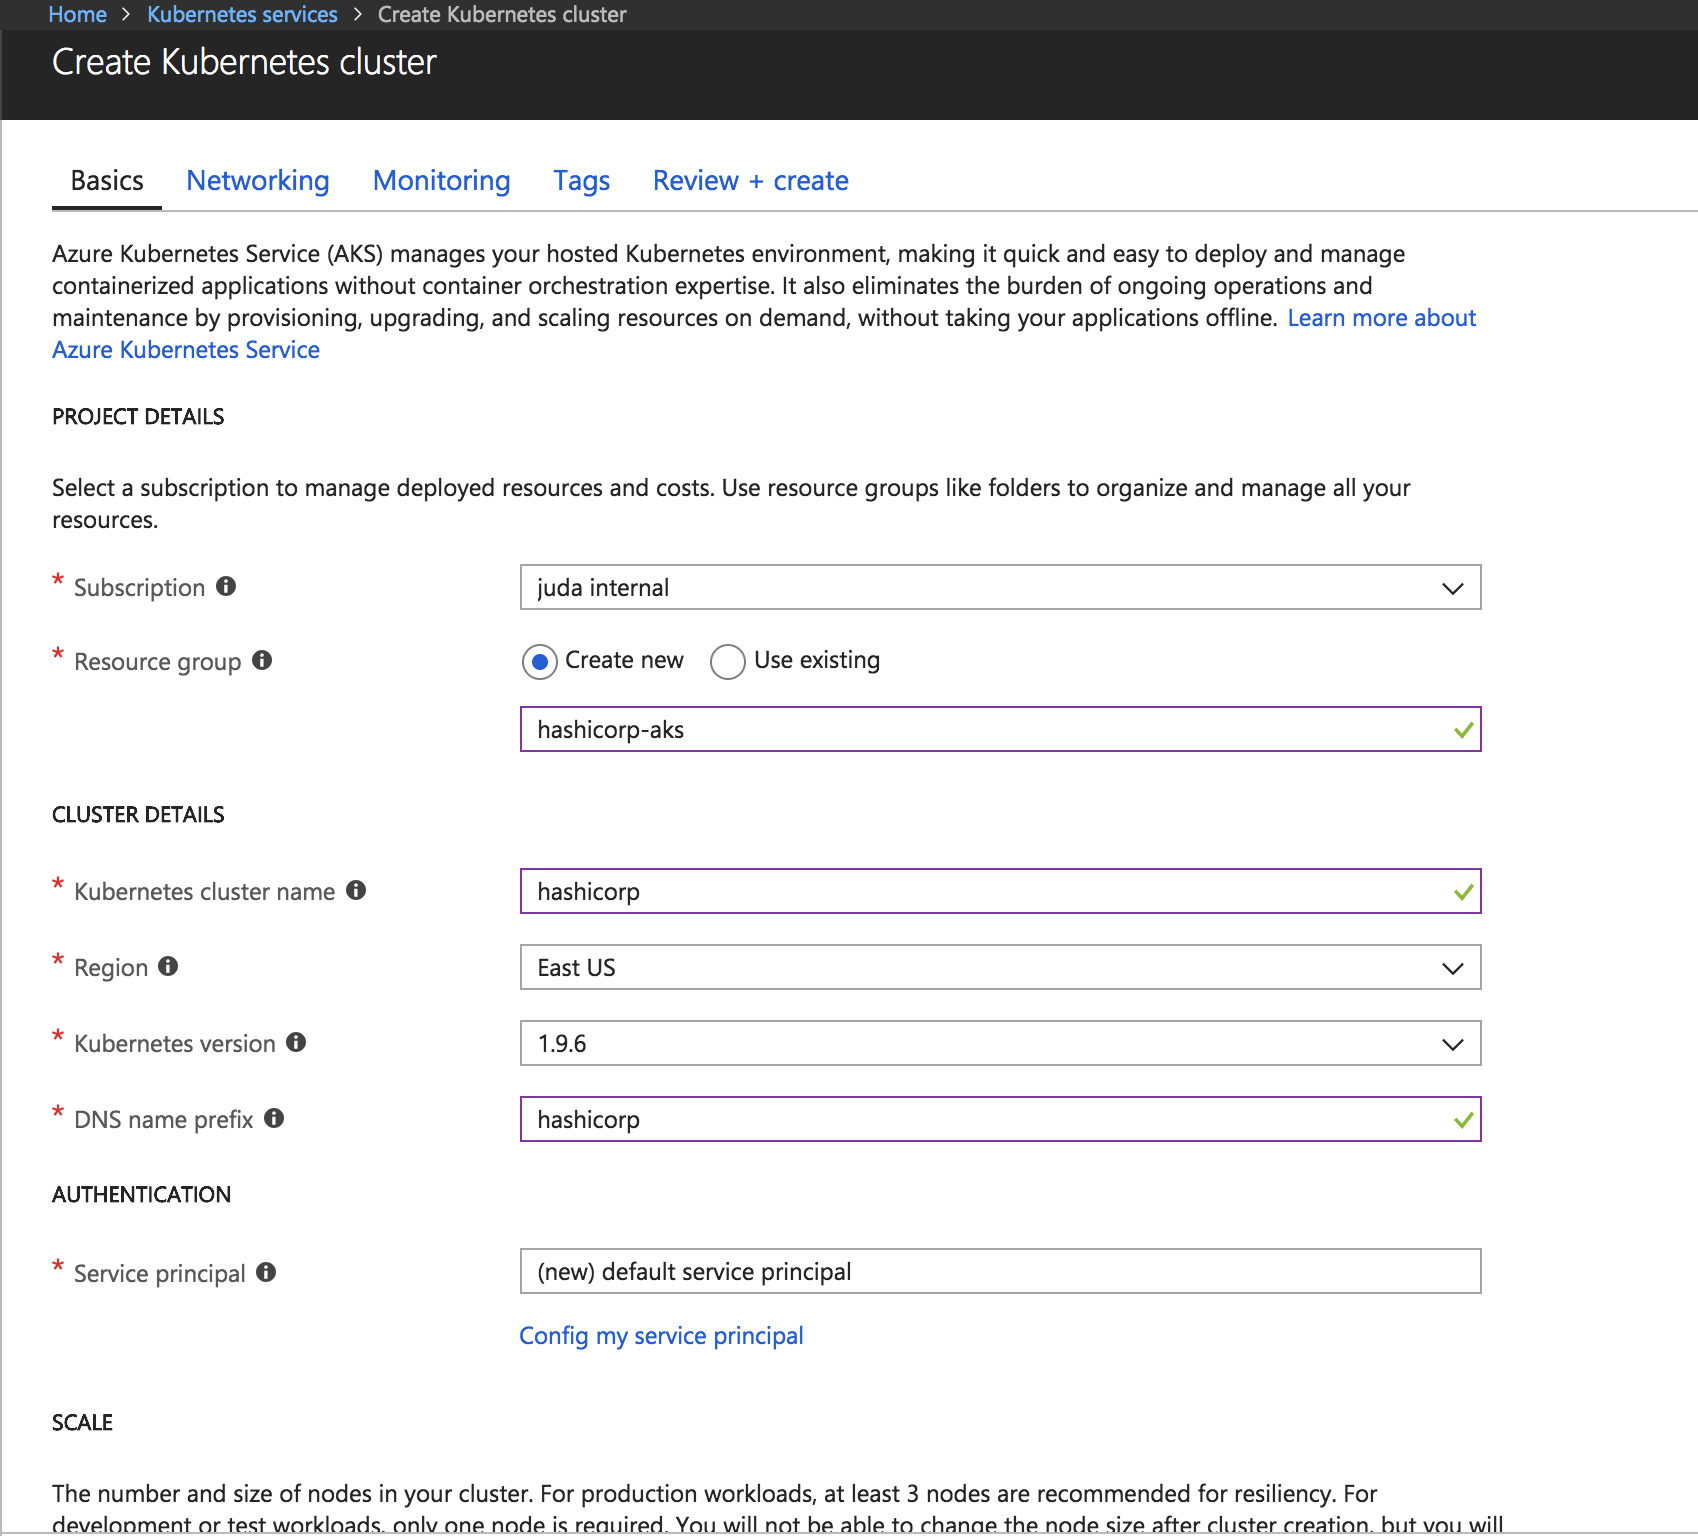 Home > Kubernetes services > Create Kubernetes cluster
Create Kubernetes cluster
Basics Networking Monitoring Tags Review + create
Azure Kubernetes Service (AKS) manages your hosted Kubernetes environment, making it quick and easy to deploy and manage
containerized applications without container orchestration expertise. It also eliminates the burden of ongoing operations and
maintenance by provisioning, upgrading, and scaling resources on demand, without taking your applications offline. Learn more about
Azure Kubernetes Service
PROJECT DETAILS
Select a subscription to manage deployed resources and costs. Use resource groups like folders to organize and manage all your
resources.
* Subscription juda internal
* Resource group Create new Use existing
hashicorp-aks
CLUSTER DETAILS
* Kubernetes cluster name hashicorp
* Region East US
* Kubernetes version 1.9.6
* DNS name prefix hashicorp
AUTHENTICATION
* Service principal (new) default service principal
Config my service principal
SCALE
The number and size of nodes in your cluster. For production workloads, at least 3 nodes are recommended for resiliency. For
development or test workloads, only one node is required. You will not be able to change the node size after cluster creation, but you will